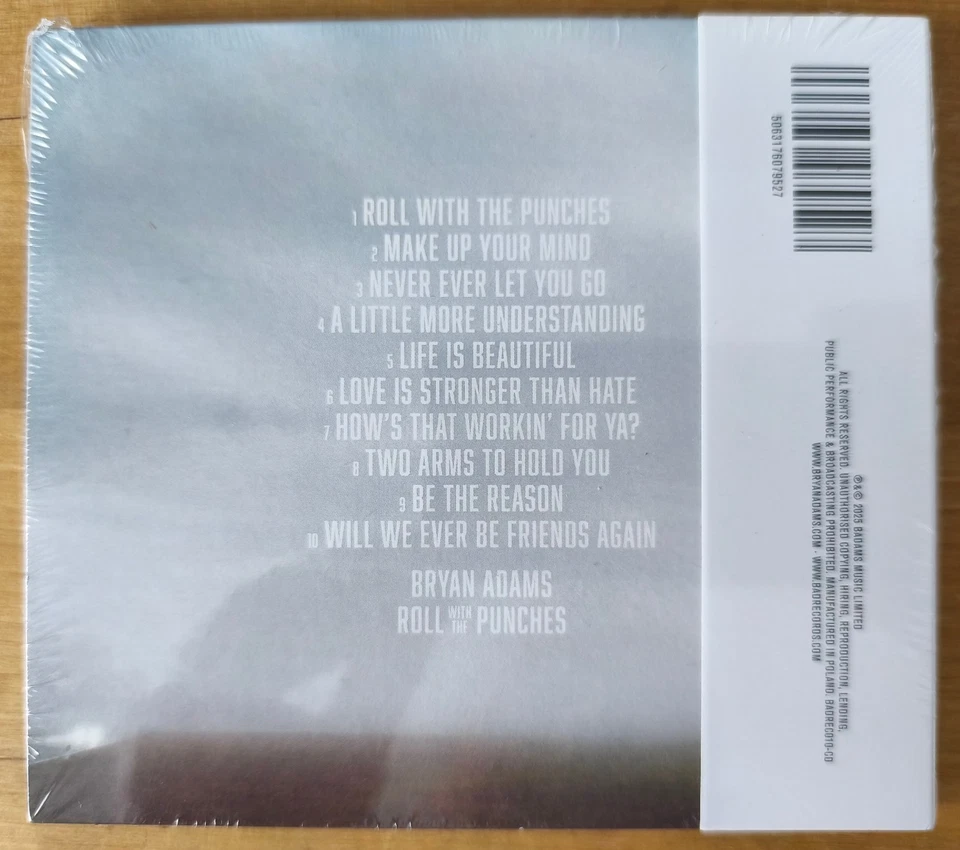 1 ROLL WITH THE PUNCHES
2 MAKE UP YOUR MIND
3 NEVER EVER LET YOU GO
4 A LITTLE MORE UNDERSTANDING
5 LIFE IS BEAUTIFUL
6 LOVE IS STRONGER THAN HATE
7 HOW'S THAT WORKIN' FOR YA?
8 TWO ARMS TO HOLD YOU
9 BE THE REASON
10 WILL WE EVER BE FRIENDS AGAIN
BRYAN ADAMS
ROLL WITH THE PUNCHES
5063176079527
℗ & © 2025 BADAMS MUSIC LIMITED
ALL RIGHTS RESERVED. UNAUTHORISED COPYING, HIRING, REPRODUCTION, LENDING,
PUBLIC PERFORMANCE & BROADCASTING PROHIBITED. MANUFACTURED IN POLAND. BADREC010-CD
WWW.BRYANADAMS.COM · WWW.BADRECORDS.COM